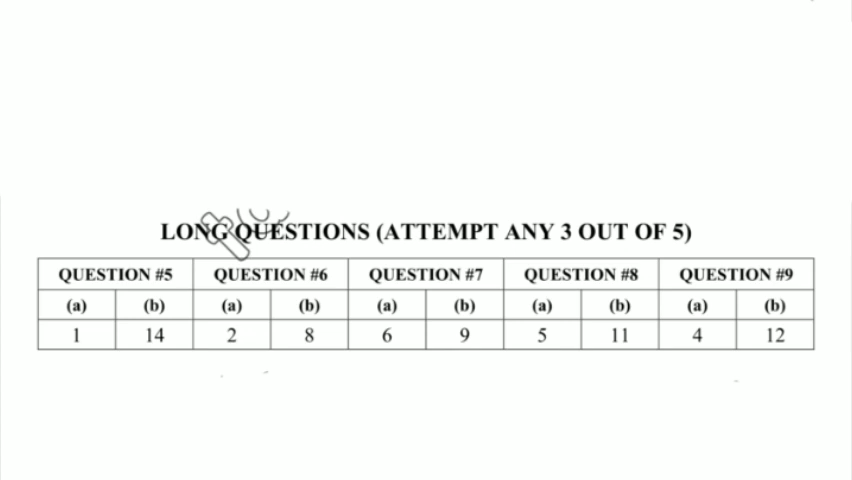 LONG QUESTIONS (ATTEMPT ANY 3 OUT OF 5)
QUESTION #5 QUESTION #6 QUESTION #7 QUESTION #8 QUESTION #9
(a) (b) (a) (b) (a) (b) (a) (b) (a) (b)
1 14 2 8 6 9 5 11 4 12